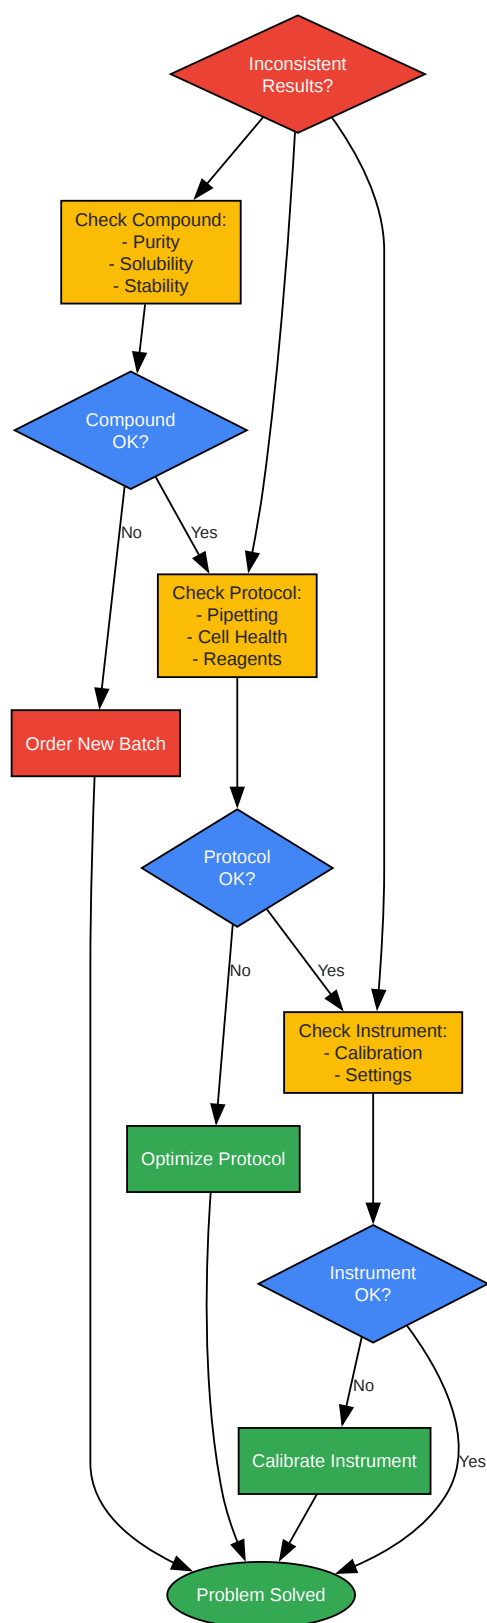 Inconsistent
Results?
Check Compound:
- Purity
- Solubility
- Stability
Compound
OK?
No
Yes
Check Protocol:
- Pipetting
- Cell Health
- Reagents
Order New Batch
Protocol
OK?
No
Yes
Check Instrument:
- Calibration
- Settings
Optimize Protocol
Instrument
OK?
No
Calibrate Instrument
Yes
Problem Solved